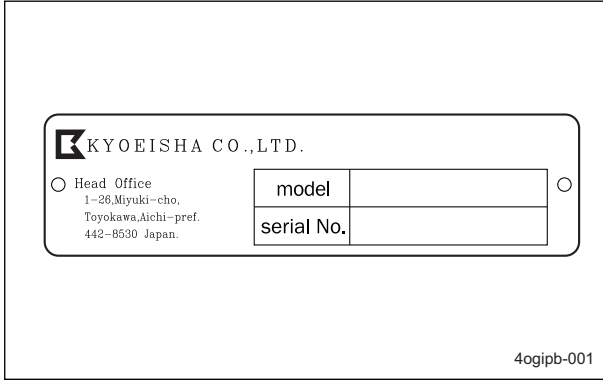 KYOEISHA CO.,LTD.
Head Office
1-26,Miyuki-cho,
Toyokawa,Aichi-pref.
442-8530 Japan.
model
serial No.
4ogipb-001